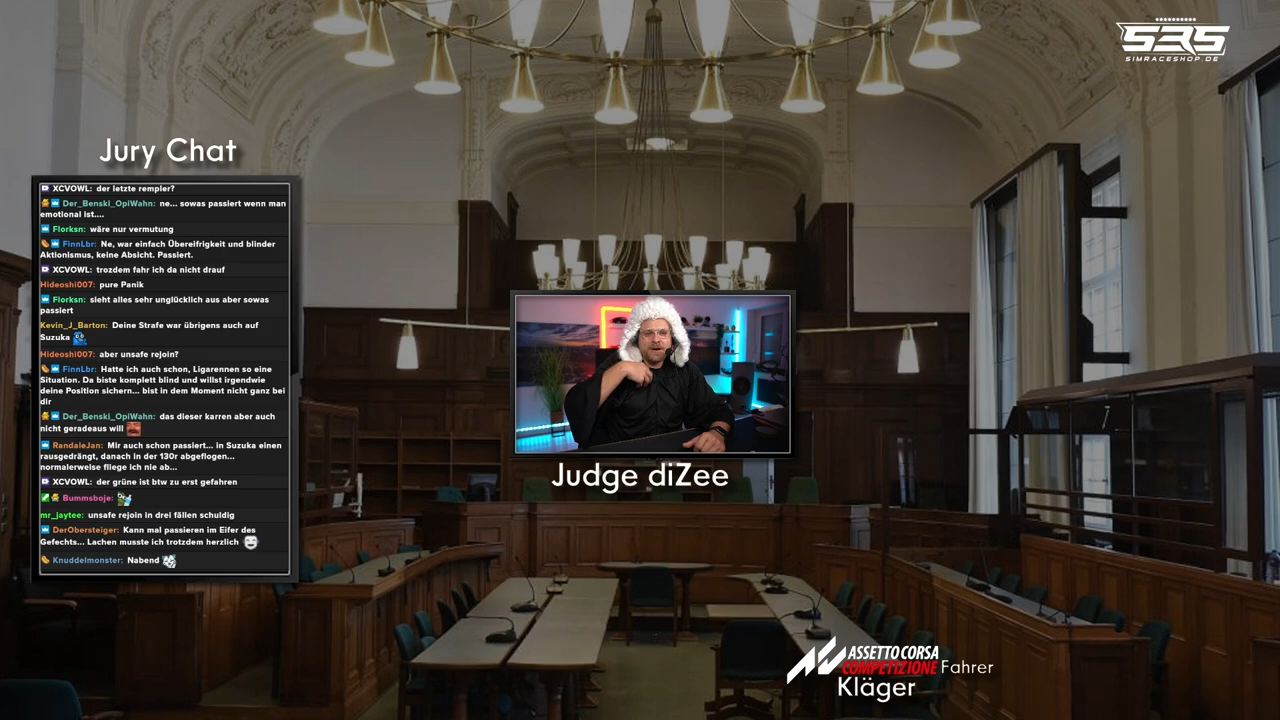 SRS
SIMRACESHOP.DE
Jury Chat
XCVOWL: der letzte rempler?
Der_Benski_OpiWahn: ne... sowas passiert wenn man
emotional ist....
Florksn: wäre nur vermutung
FinnLbr: Ne, war einfach Übereifrigkeit und blinder
Aktionismus, keine Absicht. Passiert.
XCVOWL: trozdem fahr ich da nicht drauf
Hideoshi007: pure Panik
Florksn: sieht alles sehr unglücklich aus aber sowas
passiert
Kevin_J_Barton: Deine Strafe war übrigens auch auf
Suzuka
Hideoshi007: aber unsafe rejoin?
FinnLbr: Hatte ich auch schon, Ligarennen so eine
Situation. Da biste komplett blind und willst irgendwie
deine Position sichern... bist in dem Moment nicht ganz bei
dir
Der_Benski_OpiWahn: das dieser karren aber auch
nicht geradeaus will
RandaleJan: Mir auch schon passiert... in Suzuka einen
rausgedrängt, danach in der 130r abgeflogen...
normalerweise fliege ich nie ab...
XCVOWL: der grüne ist btw zu erst gefahren
Bummsboje:
mr_jaytee: unsafe rejoin in drei fällen schuldig
DerObersteiger: Kann mal passieren im Eifer des
Gefechts... Lachen musste ich trotzdem herzlich
Knuddelmonster: Nabend
Judge diZee
ASSETTO CORSA
COMPETIZIONE Fahrer
Kläger